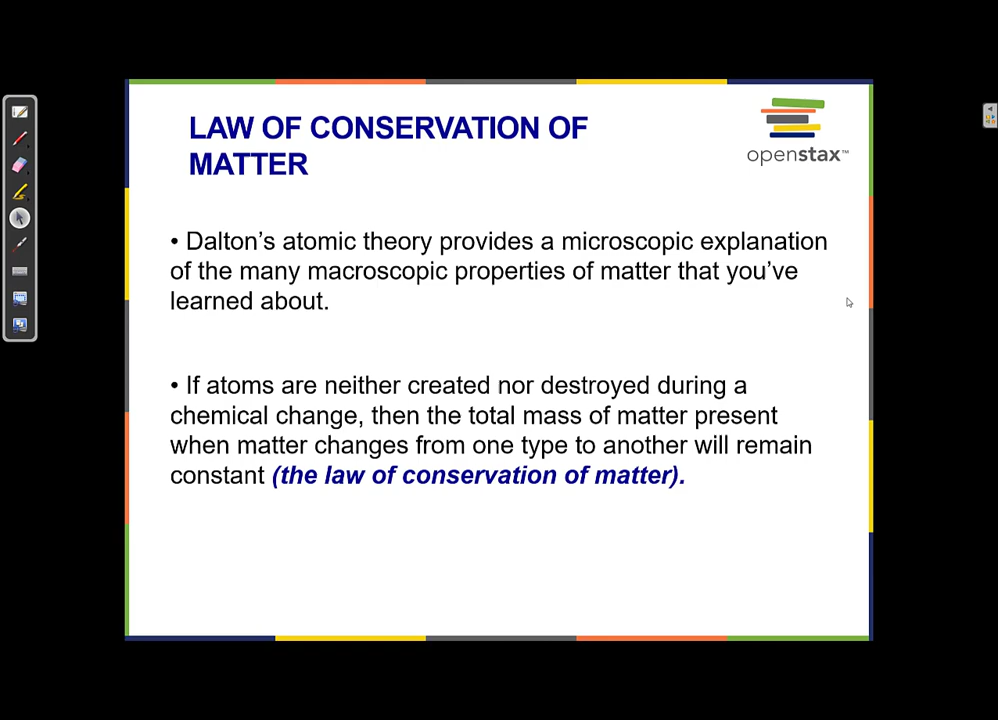 LAW OF CONSERVATION OF
MATTER
openstax™
• Dalton’s atomic theory provides a microscopic explanation
of the many macroscopic properties of matter that you’ve
learned about.
• If atoms are neither created nor destroyed during a
chemical change, then the total mass of matter present
when matter changes from one type to another will remain
constant (the law of conservation of matter).